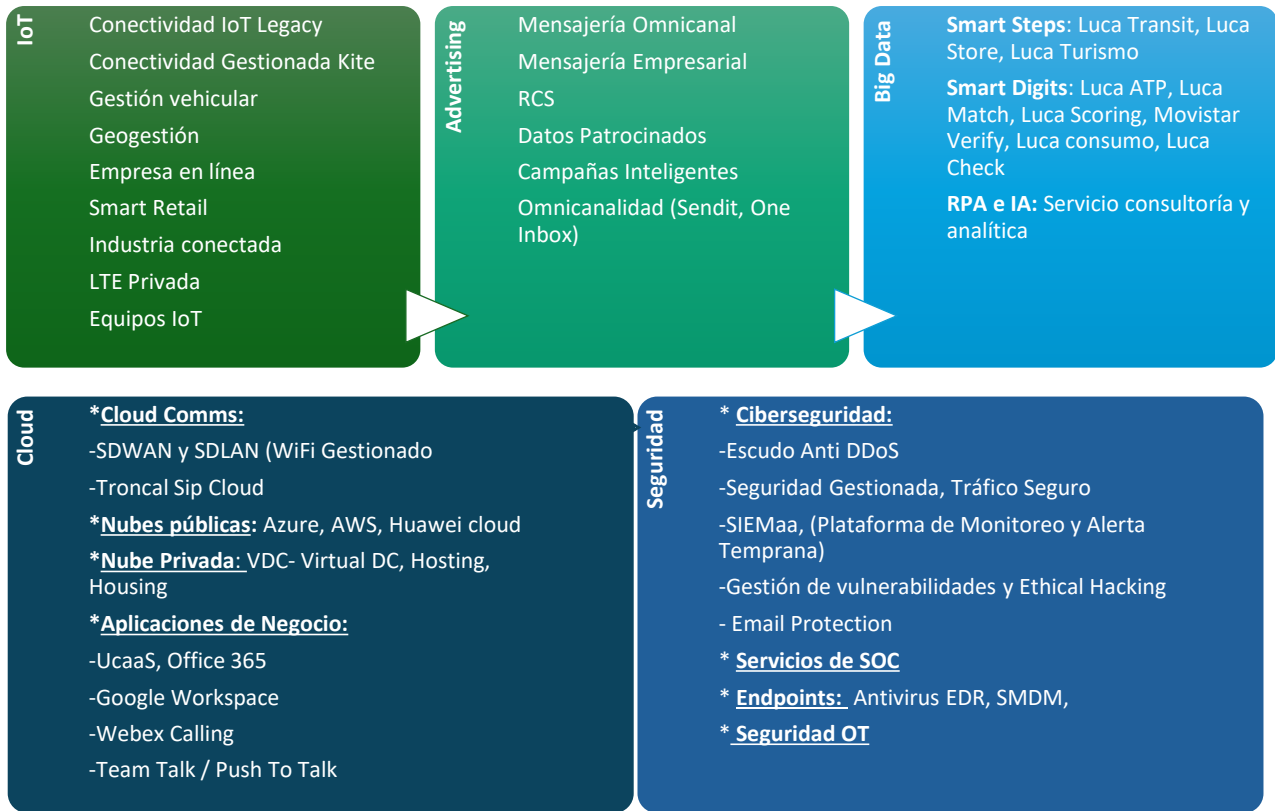 IoT
Conectividad IoT Legacy
Conectividad Gestionada Kite
Gestión vehicular
Geogestión
Empresa en línea
Smart Retail
Industria conectada
LTE Privada
Equipos IoT
Advertising
Mensajería Omnicanal
Mensajería Empresarial
RCS
Datos Patrocinados
Campañas Inteligentes
Omnicanalidad (Sendit, One
Inbox)
Big Data
Smart Steps: Luca Transit, Luca
Store, Luca Turismo
Smart Digits: Luca ATP, Luca
Match, Luca Scoring, Movistar
Verify, Luca consumo, Luca
Check
RPA e IA: Servicio consultoría y
analítica
Cloud
*Cloud Comms:
-SDWAN y SDLAN (WiFi Gestionado
-Troncal Sip Cloud
*Nubes públicas: Azure, AWS, Huawei cloud
*Nube Privada: VDC- Virtual DC, Hosting,
Housing
*Aplicaciones de Negocio:
-UcaaS, Office 365
-Google Workspace
-Webex Calling
-Team Talk / Push To Talk
Seguridad
* Ciberseguridad:
-Escudo Anti DDoS
-Seguridad Gestionada, Tráfico Seguro
-SIEMaa, (Plataforma de Monitoreo y Alerta
Temprana)
-Gestión de vulnerabilidades y Ethical Hacking
- Email Protection
* Servicios de SOC
* Endpoints: Antivirus EDR, SMDM,
* Seguridad OT